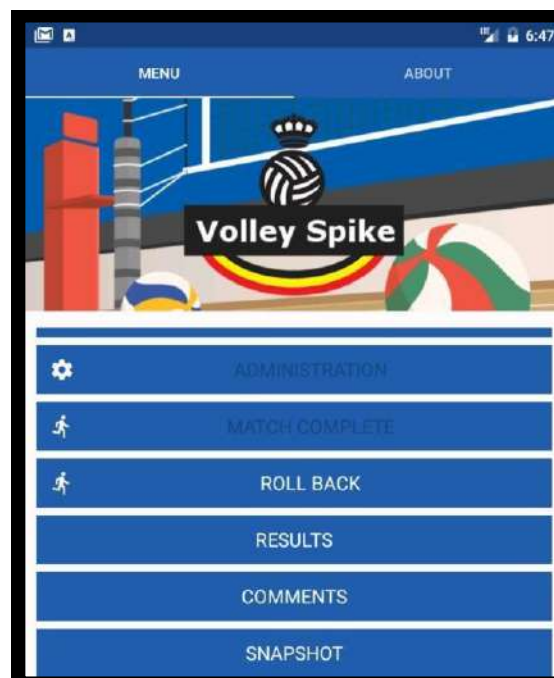 6:47
MENU
ABOUT
Volley Spike
ADMINISTRATION
MATCH COMPLETE
ROLL BACK
RESULTS
COMMENTS
SNAPSHOT